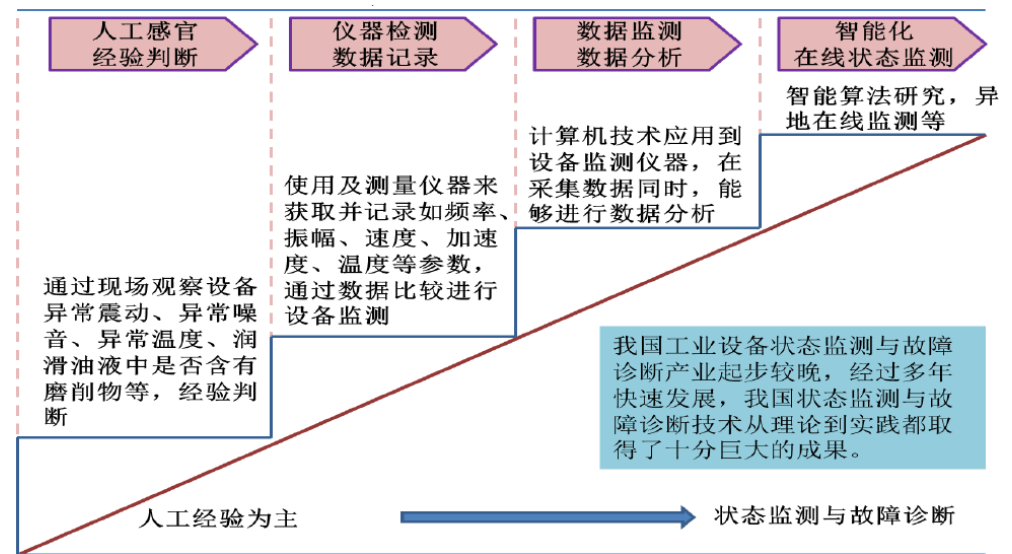 人工感官
经验判断
仪器检测
数据记录
数据监测
数据分析
智能化
在线状态监测
通过现场观察设备
异常震动、异常噪
音、异常温度、润
滑油液中是否含有
磨削物等，经验判
断
使用及测量仪器来
获取并记录如频率、
振幅、速度、加速
度、温度等参数，
通过数据比较进行
设备监测
计算机技术应用到
设备监测仪器，在
采集数据同时，能
够进行数据分析
智能算法研究，异
地在线监测等
我国工业设备状态监测与故障
诊断产业起步较晚，经过多年
快速发展，我国状态监测与故
障诊断技术从理论到实践都取
得了十分巨大的成果。
人工经验为主
状态监测与故障诊断